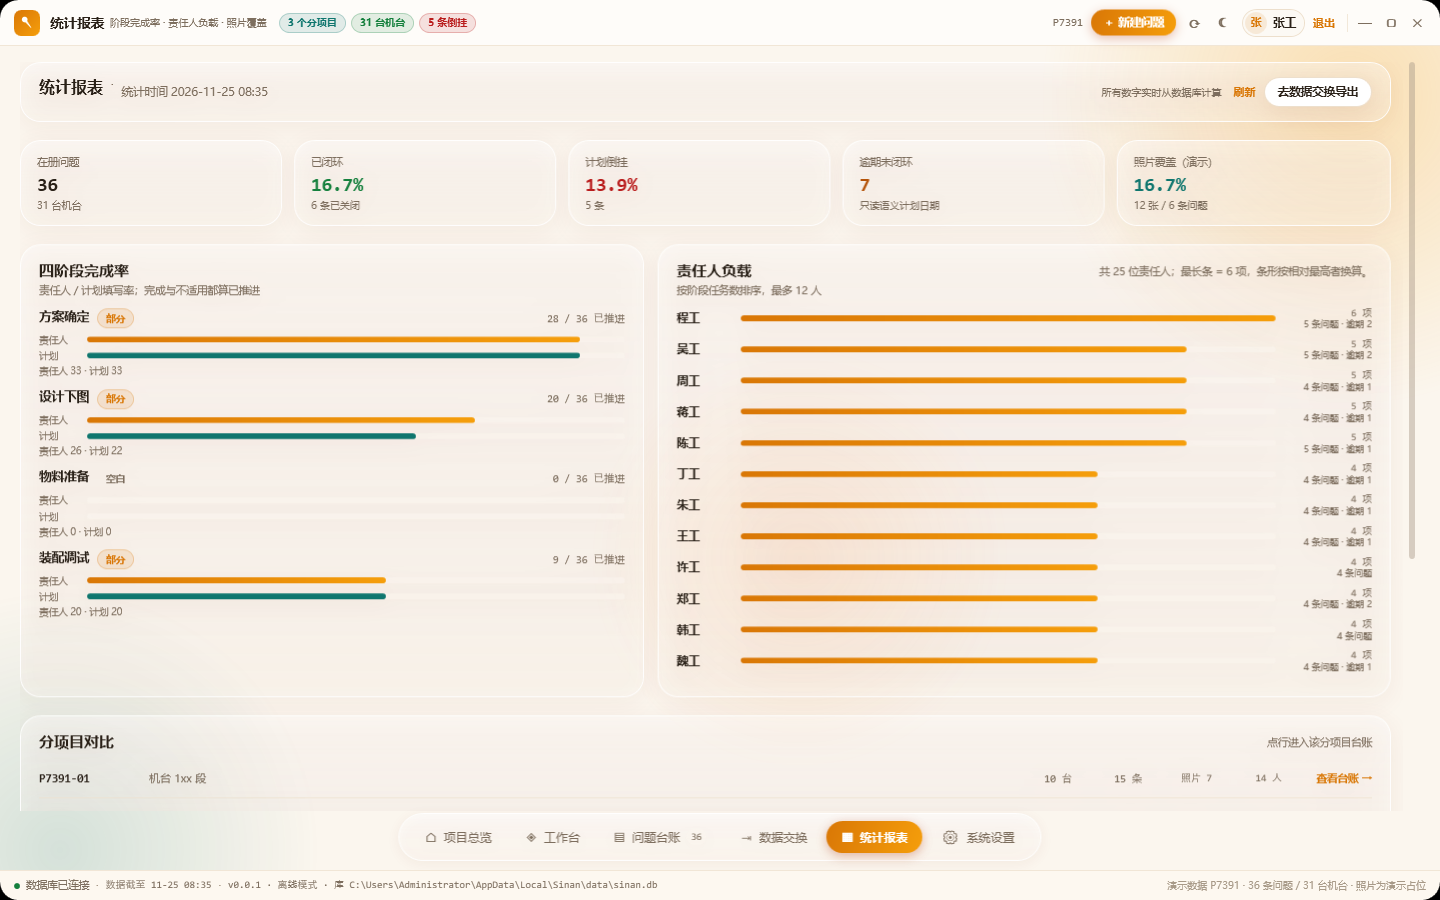 统计报表 阶段完成率 · 责任人负载 · 照片覆盖 3 个分项目 31 台机台 5 条倒挂 P7391 + 新建问题 张 张工 退出
统计报表 · 统计时间 2026-11-25 08:35 所有数字实时从数据库计算 刷新 去数据交换导出
在册问题
36
31 台机台
已闭环
16.7%
6 条已关闭
计划倒挂
13.9%
5 条
逾期未闭环
7
只读语义计划日期
照片覆盖（演示）
16.7%
12 张 / 6 条问题
四阶段完成率
责任人 / 计划填写率；完成与不适用都算已推进
方案确定 部分 28 / 36 已推进
责任人
计划
责任人 33 · 计划 33
设计下图 部分 20 / 36 已推进
责任人
计划
责任人 26 · 计划 22
物料准备 空白 0 / 36 已推进
责任人
计划
责任人 0 · 计划 0
装配调试 部分 9 / 36 已推进
责任人
计划
责任人 20 · 计划 20
责任人负载 共 25 位责任人；最长条 = 6 项，条形按相对最高者换算。
按阶段任务数排序，最多 12 人
程工 6 项
5 条问题 · 逾期 2
吴工 5 项
5 条问题 · 逾期 2
周工 5 项
4 条问题 · 逾期 1
蒋工 5 项
4 条问题 · 逾期 1
陈工 5 项
5 条问题 · 逾期 1
丁工 4 项
4 条问题 · 逾期 1
朱工 4 项
4 条问题 · 逾期 1
王工 4 项
4 条问题 · 逾期 1
许工 4 项
4 条问题
郑工 4 项
4 条问题 · 逾期 2
韩工 4 项
4 条问题
魏工 4 项
4 条问题 · 逾期 1
分项目对比 点行进入该分项目台账
P7391-01 机台 1xx 段 10 台 15 条 照片 7 14 人 查看台账 →
项目总览 工作台 问题台账 36 数据交换 统计报表 系统设置
数据库已连接 · 数据截至 11-25 08:35 · v0.0.1 · 离线模式 · 库 C:\Users\Administrator\AppData\Local\Sinan\data\sinan.db 演示数据 P7391 · 36 条问题 / 31 台机台 · 照片为演示占位